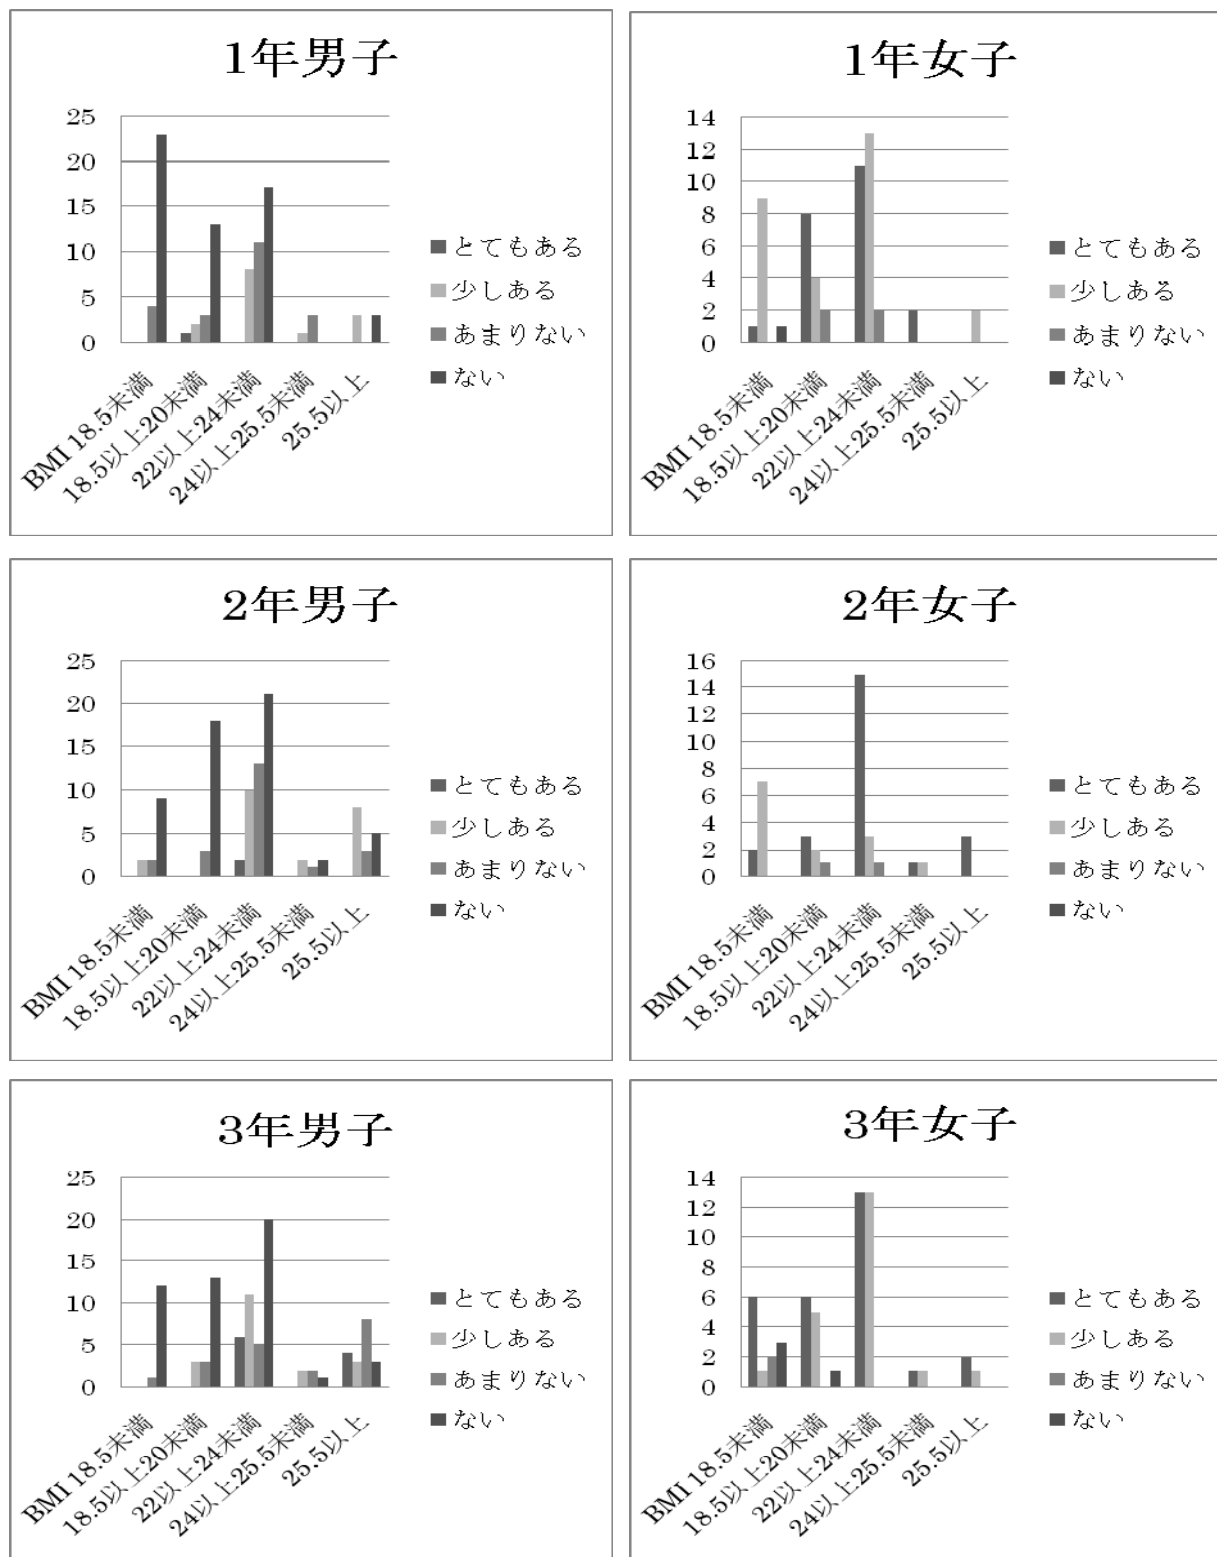 1年男子
25
20
15
10
5
0
BMI 18.5未満
18.5以上20未満
22以上24未満
24以上25.5未満
25.5以上
とてもある
少しある
あまりない
ない
1年女子
14
12
10
8
6
4
2
0
BMI 18.5未満
18.5以上20未満
22以上24未満
24以上25.5未満
25.5以上
とてもある
少しある
あまりない
ない
2年男子
25
20
15
10
5
0
BMI 18.5未満
18.5以上20未満
22以上24未満
24以上25.5未満
25.5以上
とてもある
少しある
あまりない
ない
2年女子
16
14
12
10
8
6
4
2
0
BMI 18.5未満
18.5以上20未満
22以上24未満
24以上25.5未満
25.5以上
とてもある
少しある
あまりない
ない
3年男子
25
20
15
10
5
0
BMI 18.5未満
18.5以上20未満
22以上24未満
24以上25.5未満
25.5以上
とてもある
少しある
あまりない
ない
3年女子
14
12
10
8
6
4
2
0
BMI 18.5未満
18.5以上20未満
22以上24未満
24以上25.5未満
25.5以上
とてもある
少しある
あまりない
ない